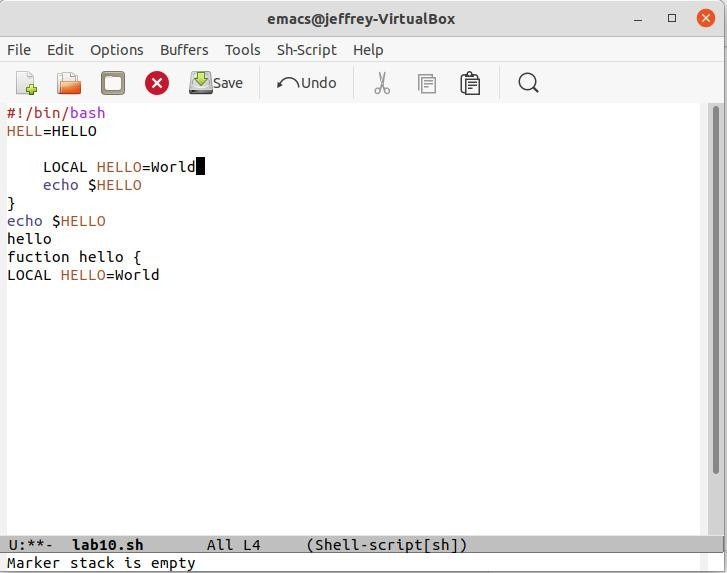 emacs@jeffrey-VirtualBox
File Edit Options Buffers Tools Sh-Script Help
Save Undo
#!/bin/bash
HELL=HELLO
    LOCAL HELLO=World
    echo $HELLO
}
echo $HELLO
hello
fuction hello {
LOCAL HELLO=World
U:**-  lab10.sh       All L4     (Shell-script[sh])
Marker stack is empty